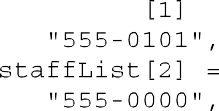 [1]
"555-0101",
staffList[2] =
"555-0000",